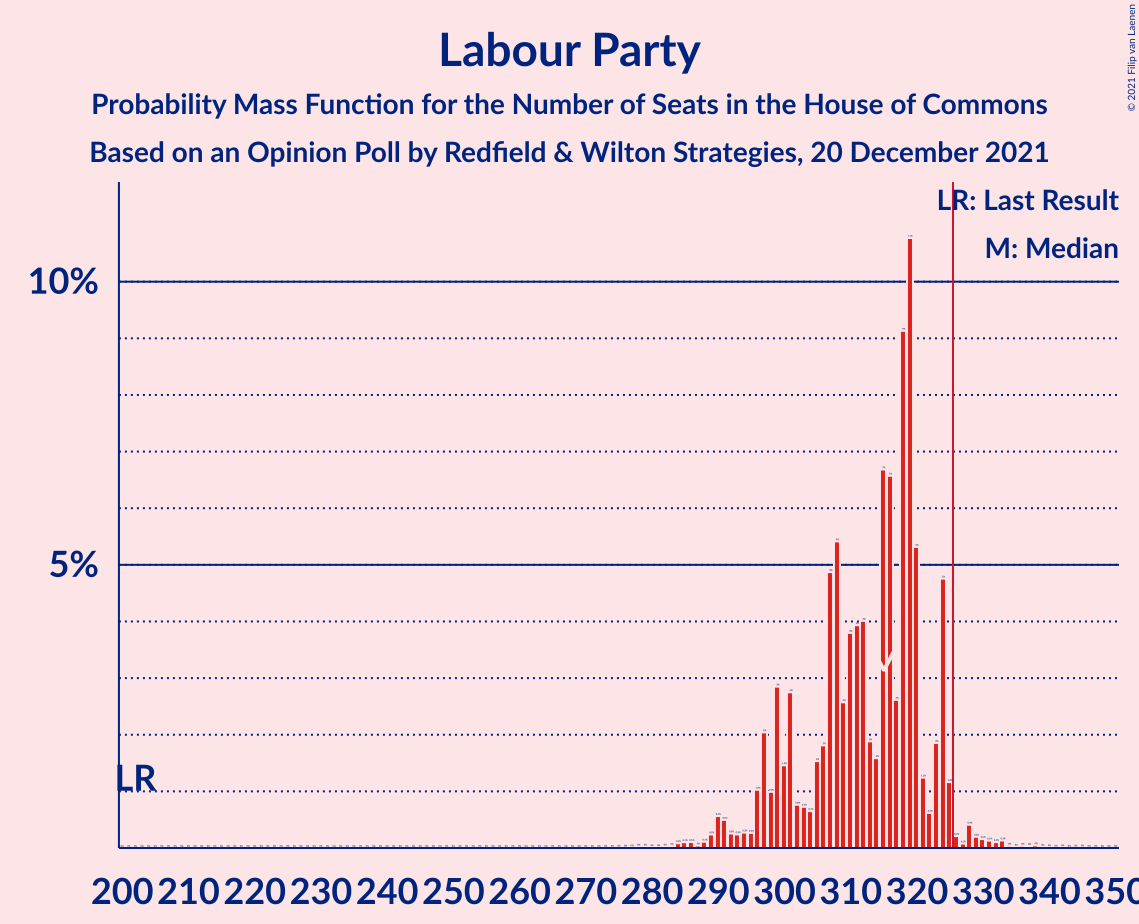 Labour Party
Probability Mass Function for the Number of Seats in the House of Commons
Based on an Opinion Poll by Redfield & Wilton Strategies, 20 December 2021
© 2021 Filip van Laenen
LR: Last Result
M: Median
10%
5%
M
LR
200 210 220 230 240 250 260 270 280 290 300 310 320 330 340 350